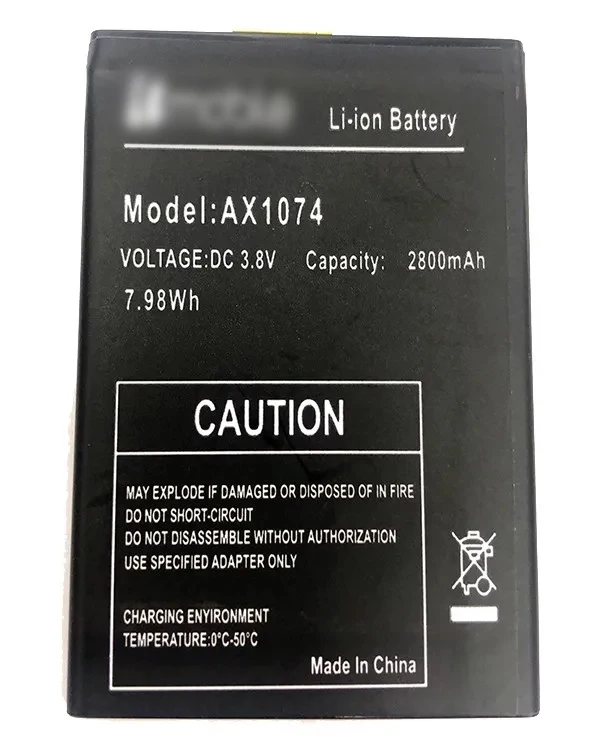 Li-ion Battery
Model:AX1074
VOLTAGE:DC 3.8V Capacity: 2800mAh
7.98Wh
CAUTION
MAY EXPLODE IF DAMAGED OR DISPOSED OF IN FIRE
DO NOT SHORT-CIRCUIT
DO NOT DISASSEMBLE WITHOUT AUTHORIZATION
USE SPECIFIED ADAPTER ONLY
CHARGING ENVIRONMENT
TEMPERATURE:0°C-50°C
Made In China